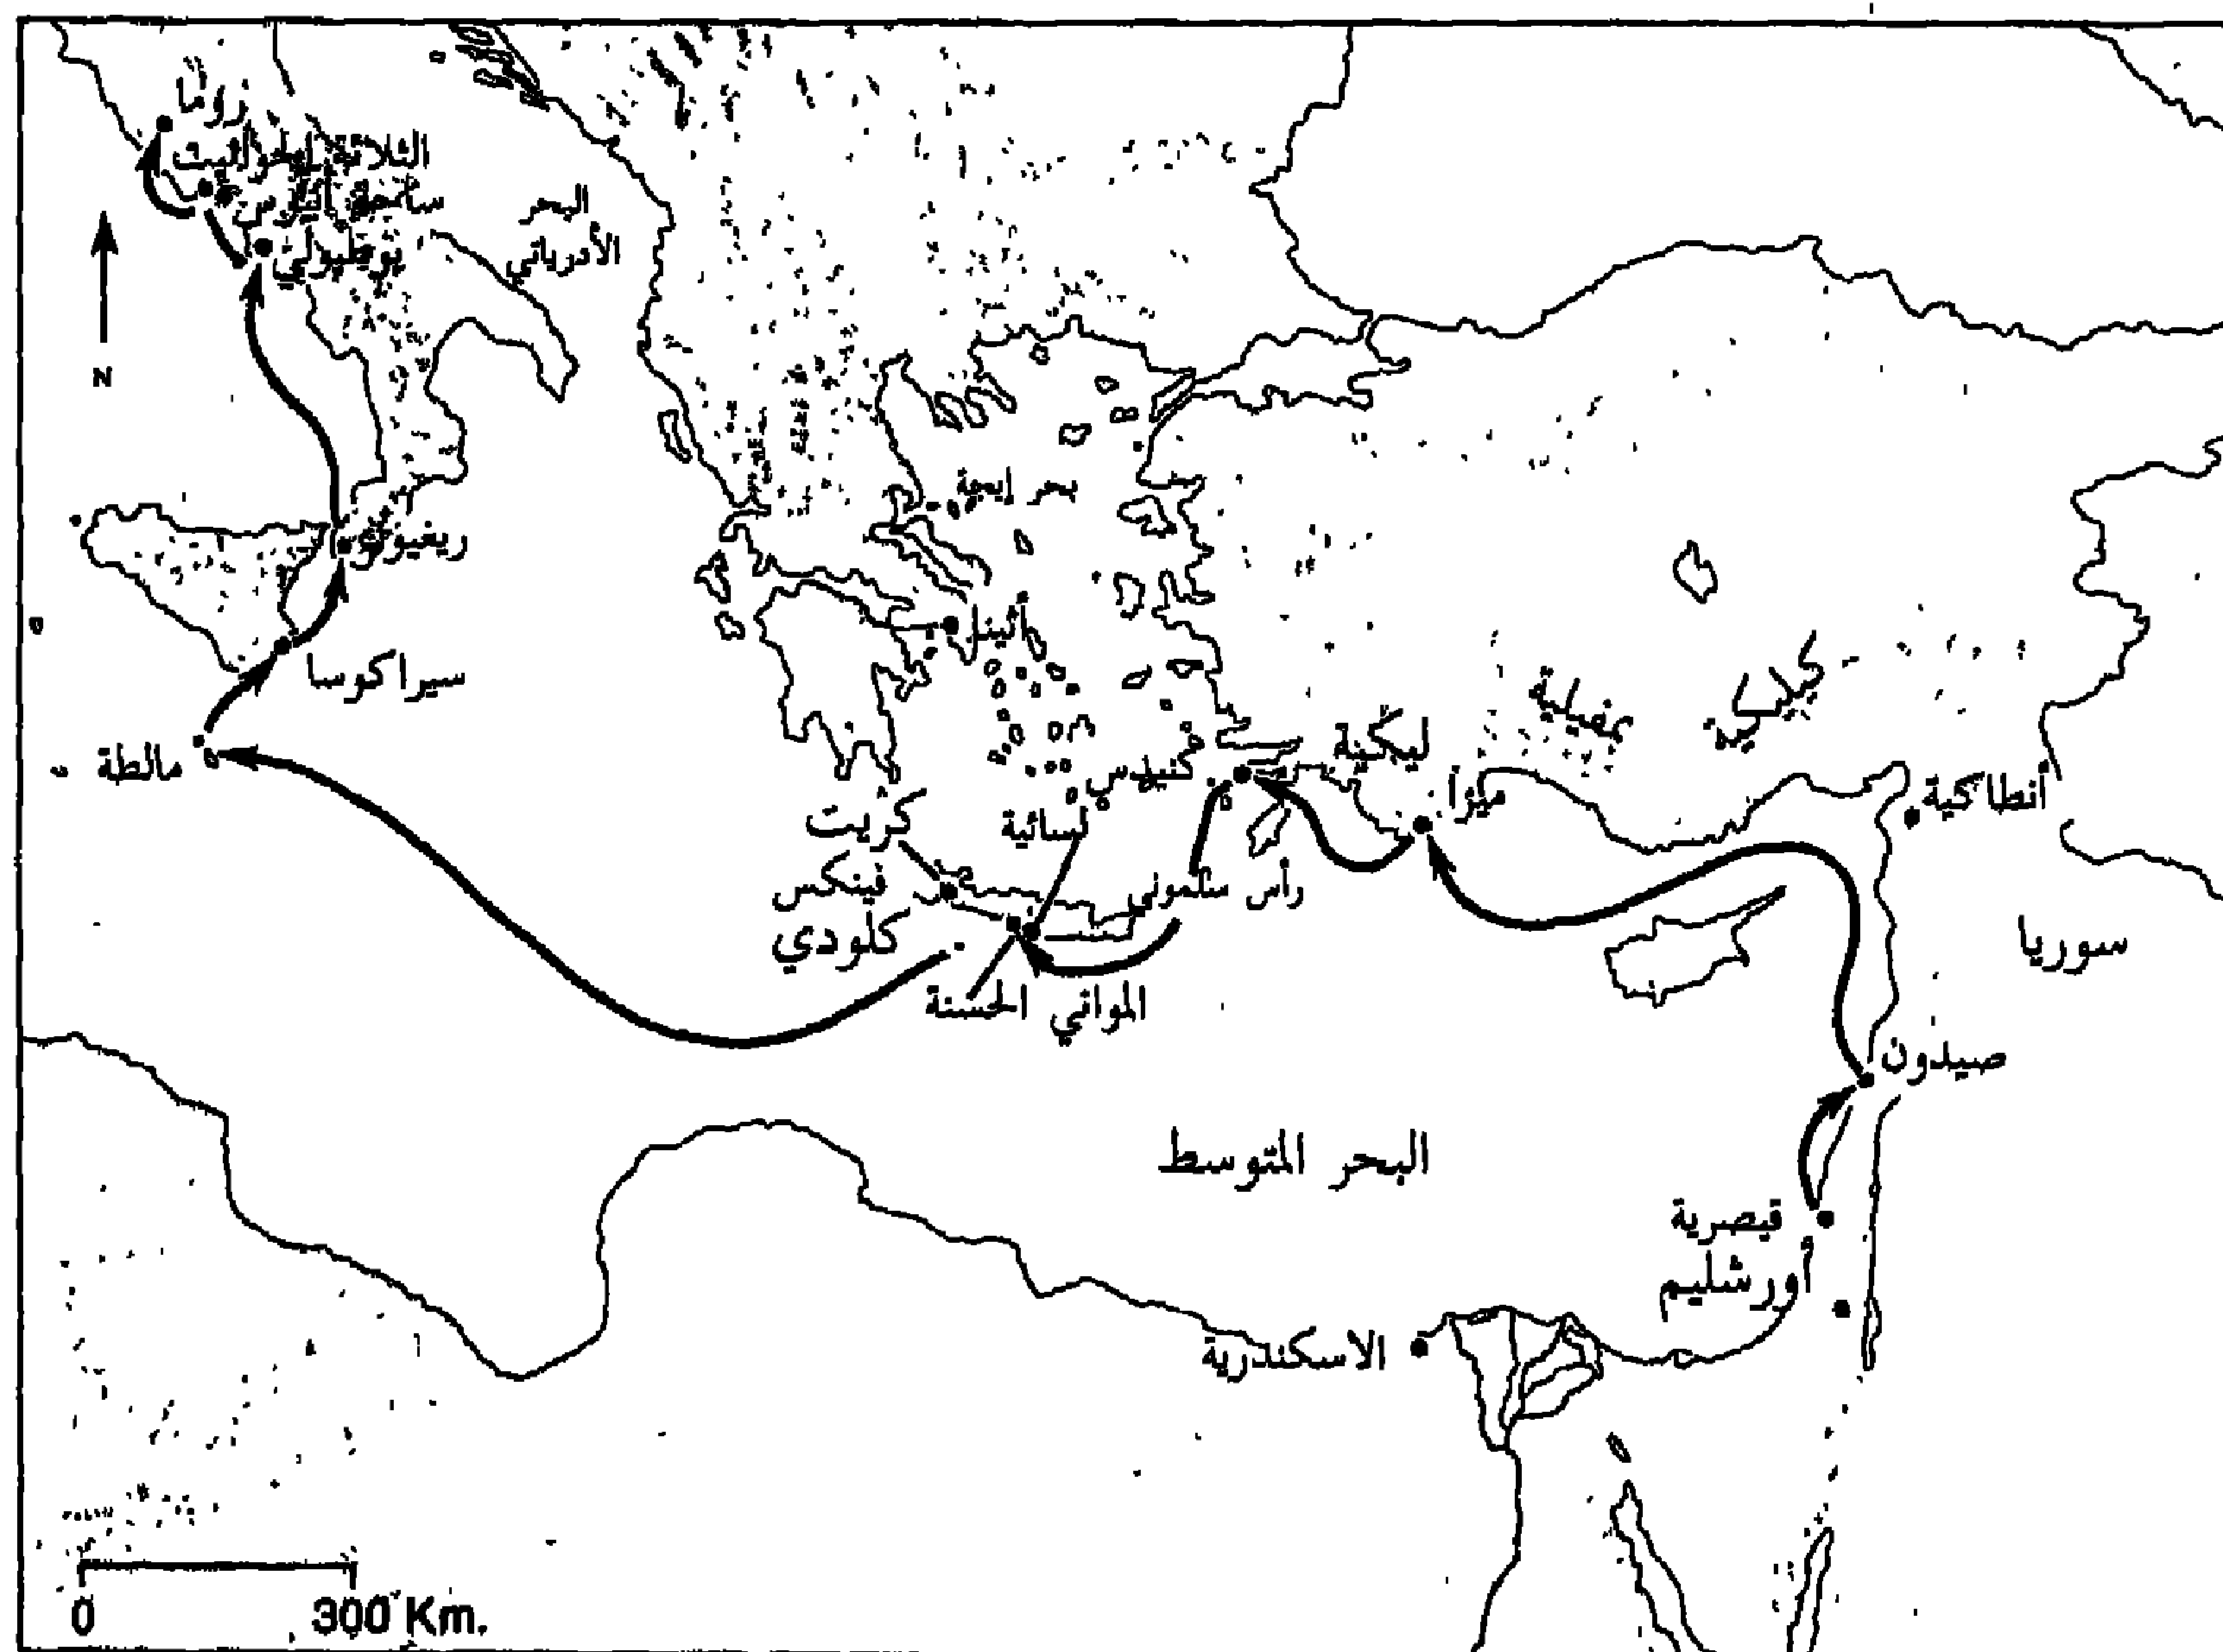 روما
الثلاثة الحوانيت
ساحة أبيوس
بوطيولي
البحر
الأدرياتي
N
بحر إيجة
ريغيون
أثينا
سيراكوسا
مالطة
كنيدس
ليكية
بمفيلية
كيليكية
ميرا
أنطاكية
كريت
لسائية
فينكس
رأس سلموني
كلودي
المواني الحسنة
سوريا
صيدون
البحر المتوسط
قيصرية
أورشليم
الاسكندرية
0 300 Km.